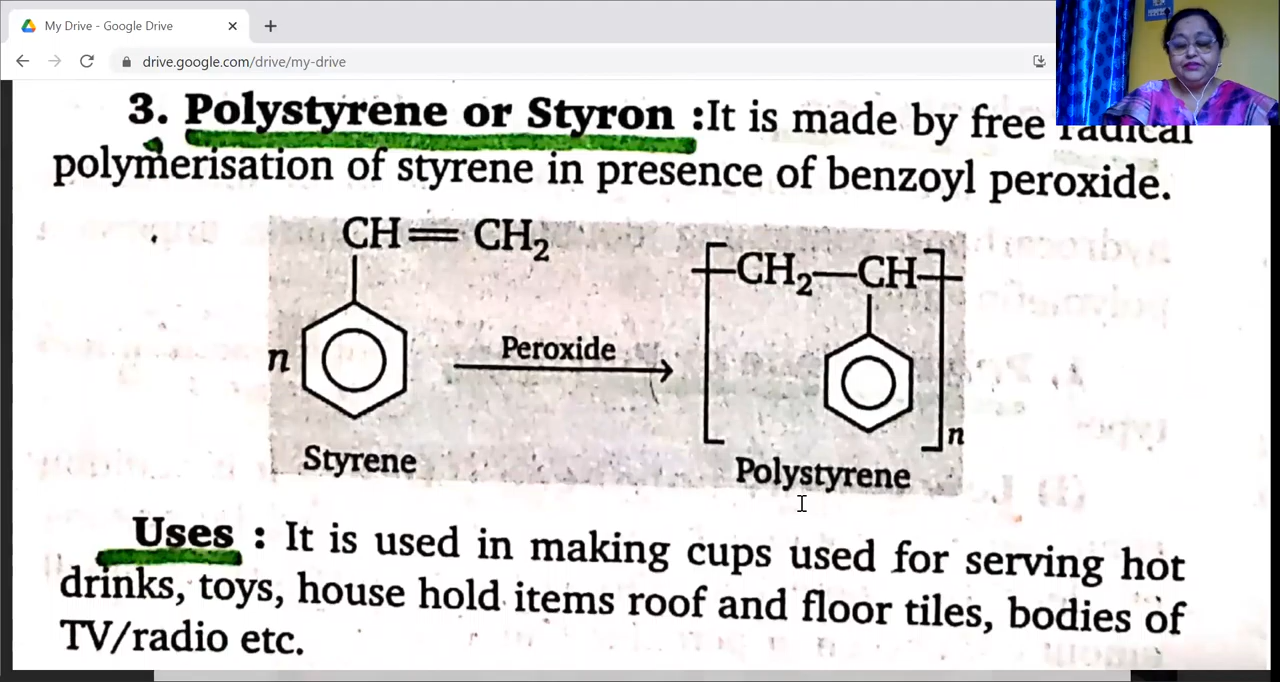 My Drive - Google Drive
drive.google.com/drive/my-drive
3. Polystyrene or Styron :It is made by free radical
polymerisation of styrene in presence of benzoyl peroxide.
CH=CH₂
n
Styrene
Peroxide
[-CH₂—CH-]n
Polystyrene
Uses : It is used in making cups used for serving hot
drinks, toys, house hold items roof and floor tiles, bodies of
TV/radio etc.